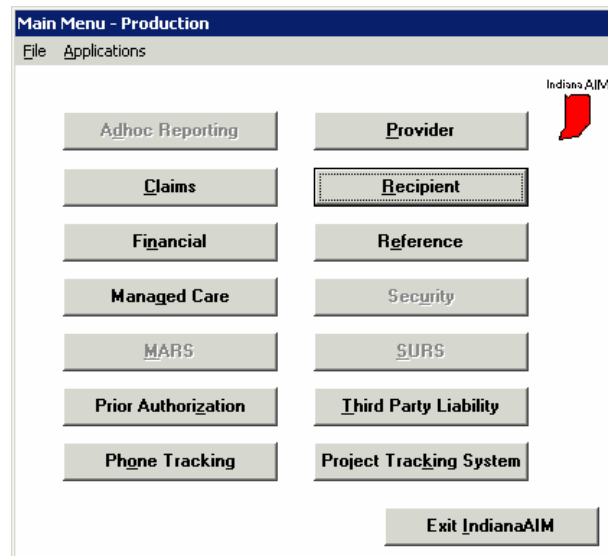 Main Menu - Production
File Applications
Indiana AIM
Adhoc Reporting Provider
Claims Recipient
Financial Reference
Managed Care Security
MARS SURS
Prior Authorization Third Party Liability
Phone Tracking Project Tracking System
Exit IndianaAIM